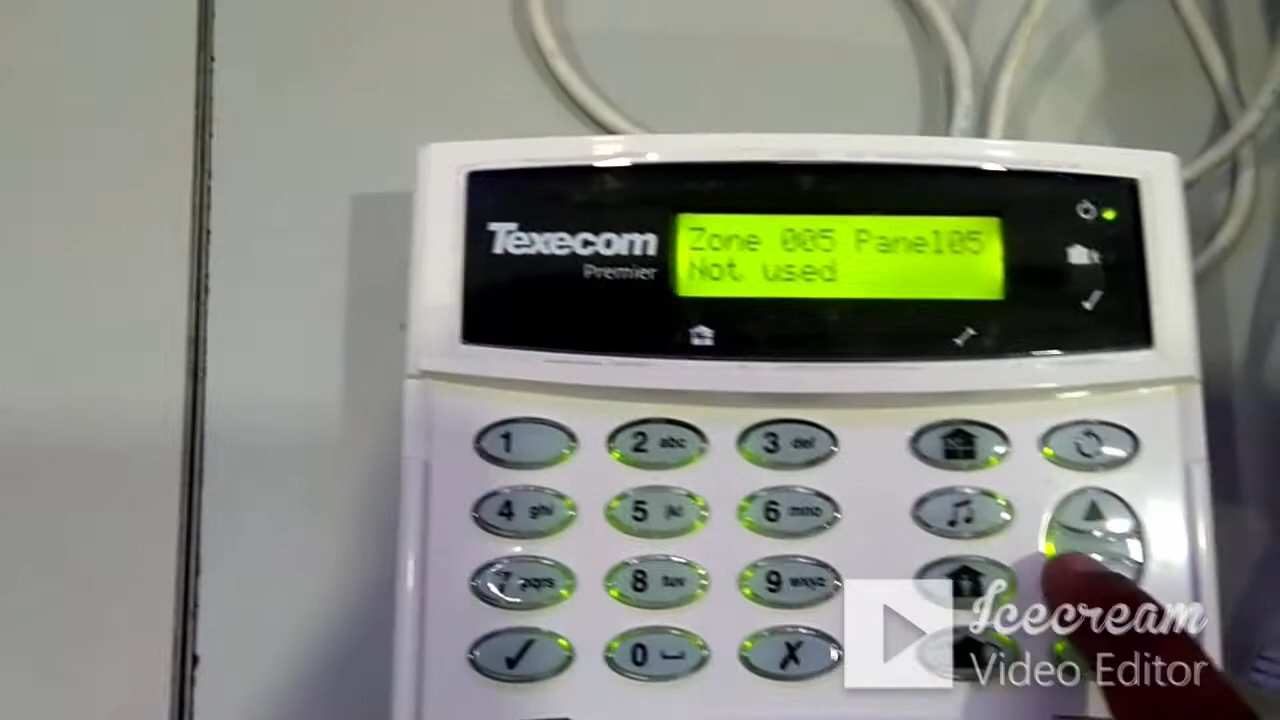 Texecom
Premier
Zone 005 Panel05
Not used
1
2 abc
3 def
4 ghi
5 jkl
6 mno
7 pqrs
8 tuv
9 wxyz
0
Icecream
Video Editor